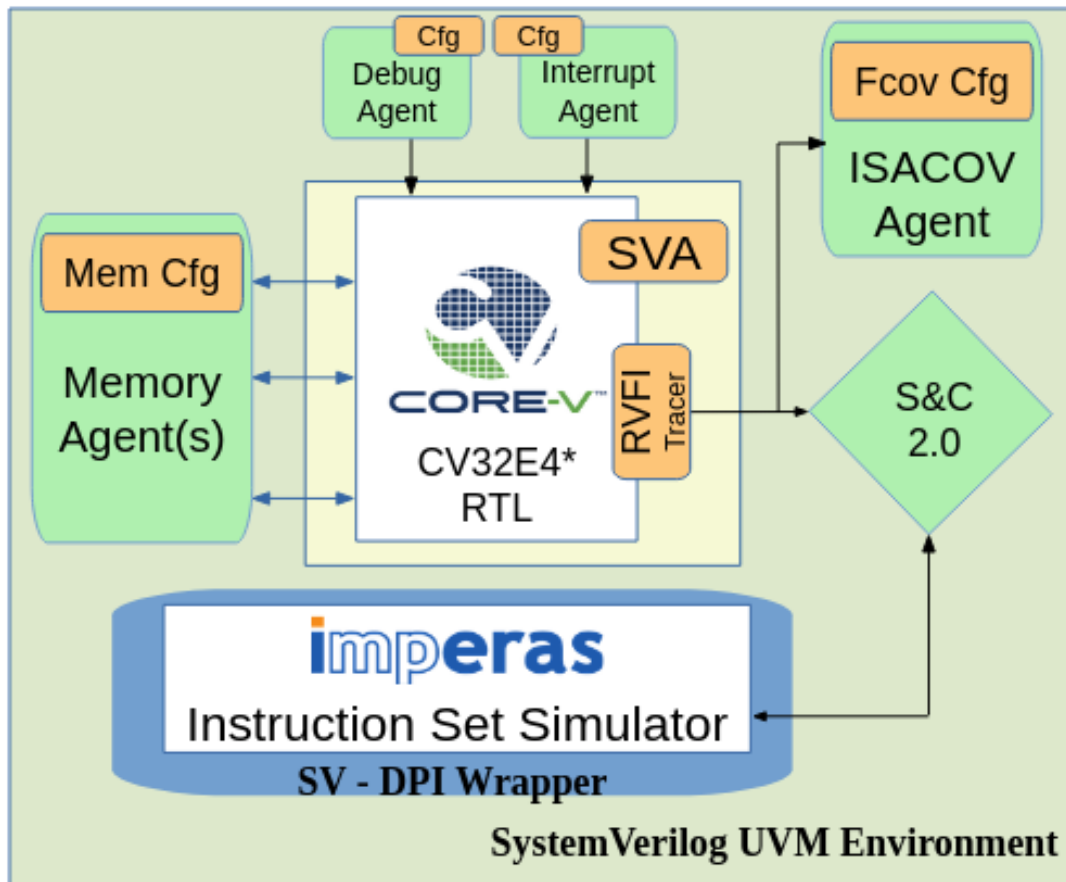 Cfg
Cfg
Debug
Agent
Interrupt
Agent
Fcov Cfg
ISACOV
Agent
Mem Cfg
Memory
Agent(s)
SVA
CORE-V™
CV32E4*
RTL
RVFI
Tracer
S&C
2.0
imperas
Instruction Set Simulator
SV - DPI Wrapper
SystemVerilog UVM Environment